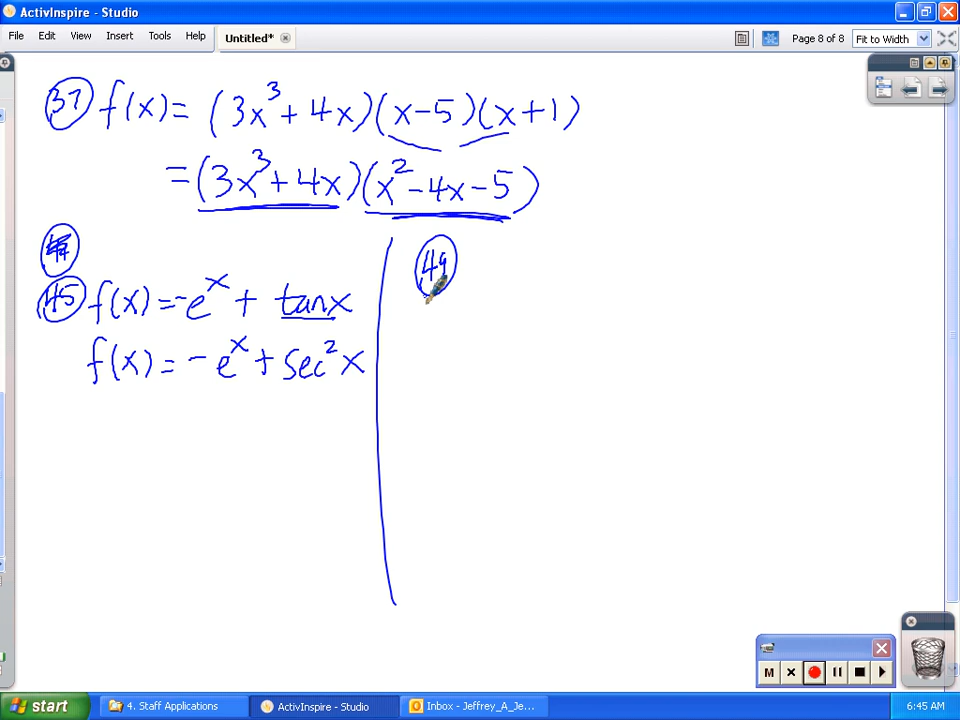 ActivInspire - Studio
File Edit View Insert Tools Help Untitled* Page 8 of 8 Fit to Width
37 f(x) = (3x³ + 4x)(x - 5)(x + 1)
= (3x³ + 4x)(x² - 4x - 5)
45 f(x) = -eˣ + tanx
f(x) = -eˣ + sec²x
49
M
start 4. Staff Applications ActivInspire - Studio Inbox - Jeffrey_A_Je... 6:45 AM